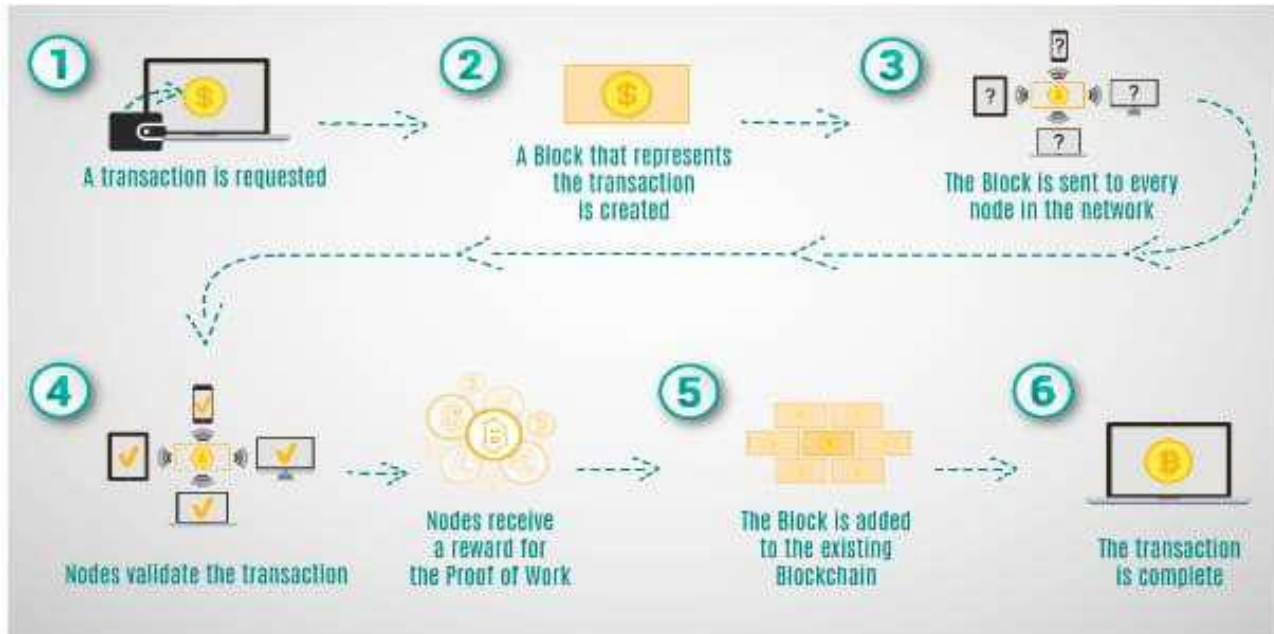 1
A transaction is requested
2
A Block that represents
the transaction
is created
3
The Block is sent to every
node in the network
?
?
?
?
$
$
4
Nodes validate the transaction
Nodes receive
a reward for
the Proof of Work
5
The Block is added
to the existing
Blockchain
6
The transaction
is complete